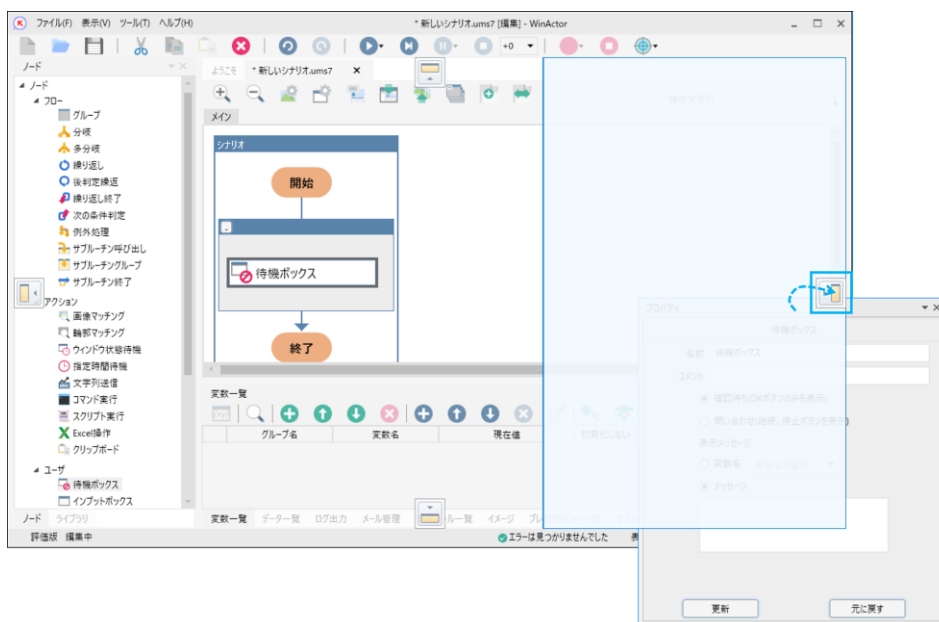 ファイル(F) 表示(V) ツール(T) ヘルプ(H)
* 新しいシナリオ.ums7 [編集] - WinActor
+0
ノード
ようこそ * 新しいシナリオ.ums7
ノード
フロー
グループ
分岐
多分岐
繰り返し
後判定繰返
繰り返し終了
次の条件判定
例外処理
サブルーチン呼び出し
サブルーチングループ
サブルーチン終了
アクション
画像マッチング
輪郭マッチング
ウィンドウ状態待機
指定時間待機
文字列送信
コマンド実行
スクリプト実行
Excel操作
クリップボード
ユーザ
待機ボックス
インプットボックス
ノード ライブラリ
メイン
シナリオ
開始
待機ボックス
終了
変数一覧
グループ名 変数名 現在値 初期化しない
変数一覧 データ一覧 ログ出力 メール管理 ール一覧 イメージ
プロパティ
待機ボックス
名前 待機ボックス
コメント
確認待ち(OKボタンのみを表示)
問い合わせ(継続、停止ボタンを表示)
表示メッセージ
変数名
メッセージ
更新 元に戻す
評価版 編集中
エラーは見つかりませんでした